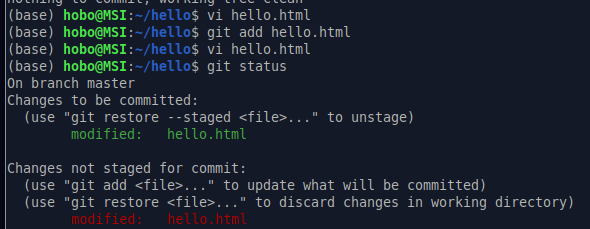 nothing to commit, working tree clean
(base) hobo@MSI:~/hello$ vi hello.html
(base) hobo@MSI:~/hello$ git add hello.html
(base) hobo@MSI:~/hello$ vi hello.html
(base) hobo@MSI:~/hello$ git status
On branch master
Changes to be committed:
  (use "git restore --staged <file>..." to unstage)
        modified:   hello.html

Changes not staged for commit:
  (use "git add <file>..." to update what will be committed)
  (use "git restore <file>..." to discard changes in working directory)
        modified:   hello.html